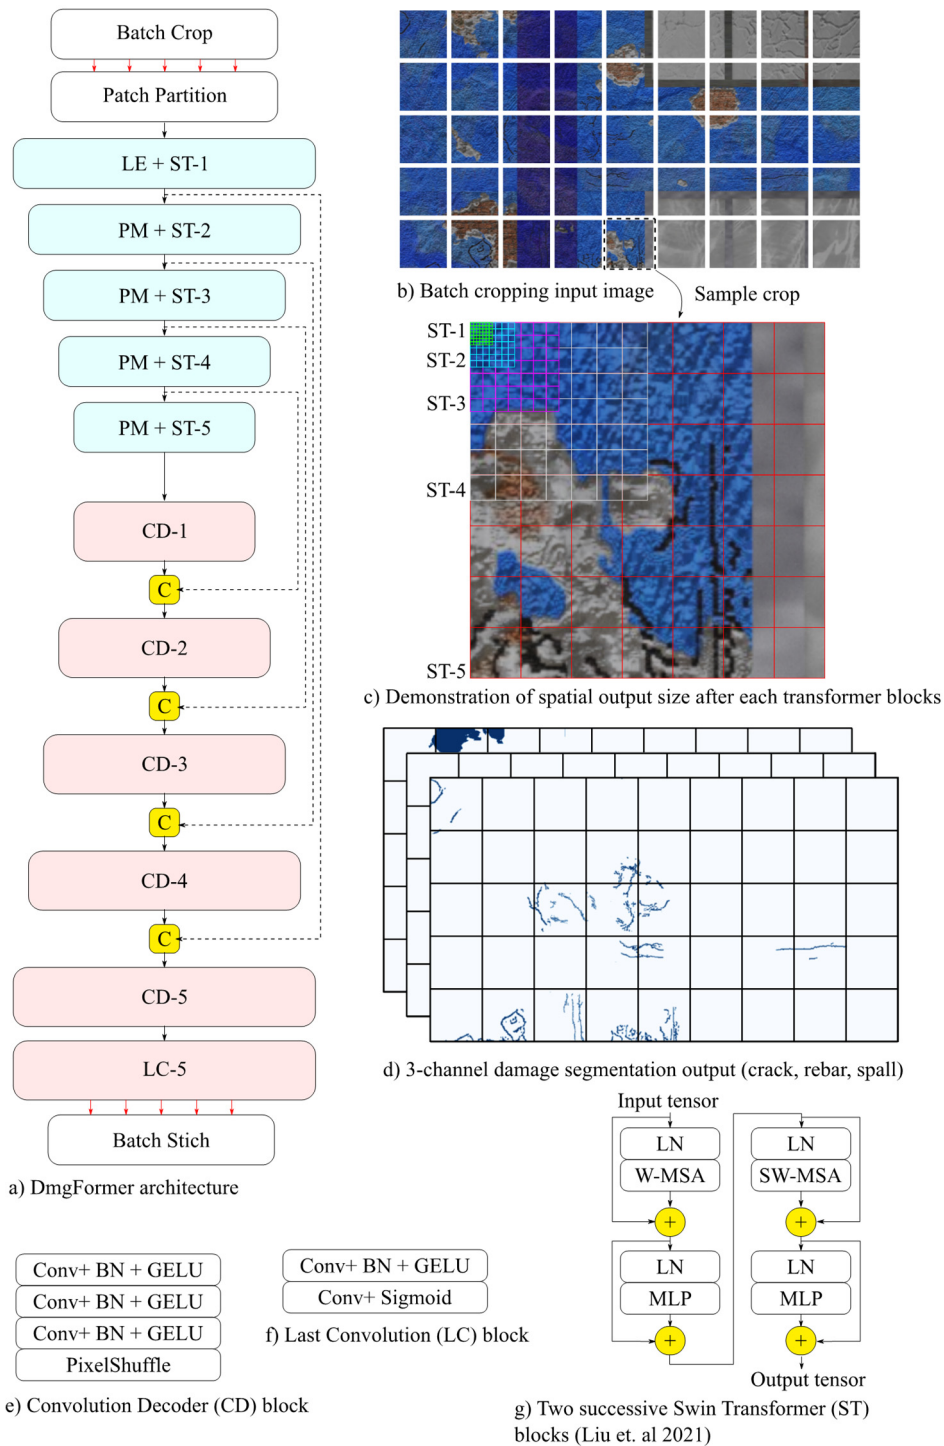 Batch Crop
Patch Partition
LE + ST-1
PM + ST-2
PM + ST-3
PM + ST-4
PM + ST-5
CD-1
C
CD-2
C
CD-3
C
CD-4
C
CD-5
LC-5
Batch Stich
a) DmgFormer architecture
b) Batch cropping input image
Sample crop
ST-1
ST-2
ST-3
ST-4
ST-5
c) Demonstration of spatial output size after each transformer blocks
d) 3-channel damage segmentation output (crack, rebar, spall)
Conv+ BN + GELU
Conv+ BN + GELU
Conv+ BN + GELU
PixelShuffle
e) Convolution Decoder (CD) block
Conv+ BN + GELU
Conv+ Sigmoid
f) Last Convolution (LC) block
Input tensor
LN
W-MSA
+
LN
MLP
+
LN
SW-MSA
+
LN
MLP
+
Output tensor
g) Two successive Swin Transformer (ST)
blocks (Liu et. al 2021)